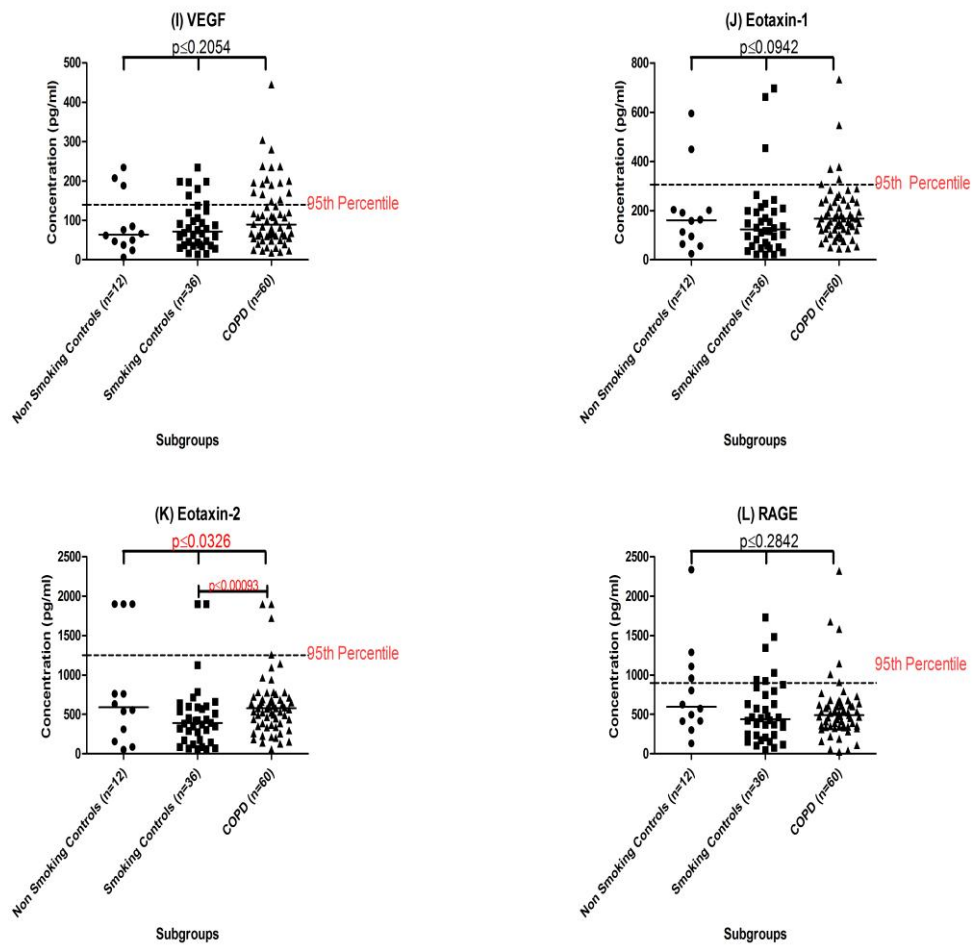 (I) VEGF
p≤0.2054
Concentration (pg/ml)
500
400
300
200
100
0
95th Percentile
Non Smoking Controls (n=12)
Smoking Controls (n=36)
COPD (n=60)
Subgroups
(J) Eotaxin-1
p≤0.0942
Concentration (pg/ml)
800
600
400
200
0
95th Percentile
Non Smoking Controls (n=12)
Smoking Controls (n=36)
COPD (n=60)
Subgroups
(K) Eotaxin-2
p≤0.0326
p≤0.00093
Concentration (pg/ml)
2500
2000
1500
1000
500
0
95th Percentile
Non Smoking Controls (n=12)
Smoking Controls (n=36)
COPD (n=60)
Subgroups
(L) RAGE
p≤0.2842
Concentration (pg/ml)
2500
2000
1500
1000
500
0
95th Percentile
Non Smoking Controls (n=12)
Smoking Controls (n=36)
COPD (n=60)
Subgroups